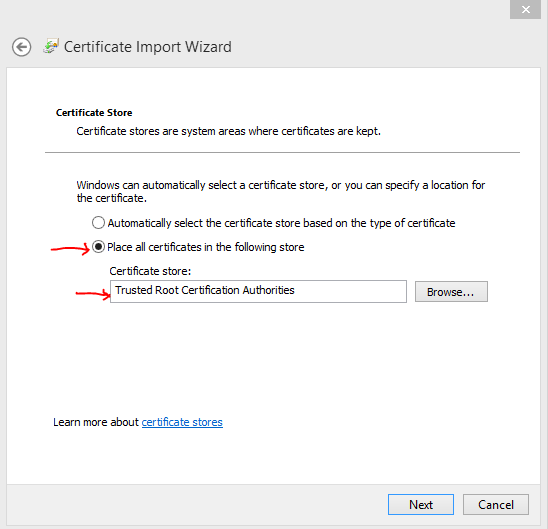 Certificate Import Wizard
Certificate Store
Certificate stores are system areas where certificates are kept.
Windows can automatically select a certificate store, or you can specify a location for
the certificate.
Automatically select the certificate store based on the type of certificate
Place all certificates in the following store
Certificate store:
Trusted Root Certification Authorities
Browse...
Learn more about certificate stores
Next
Cancel